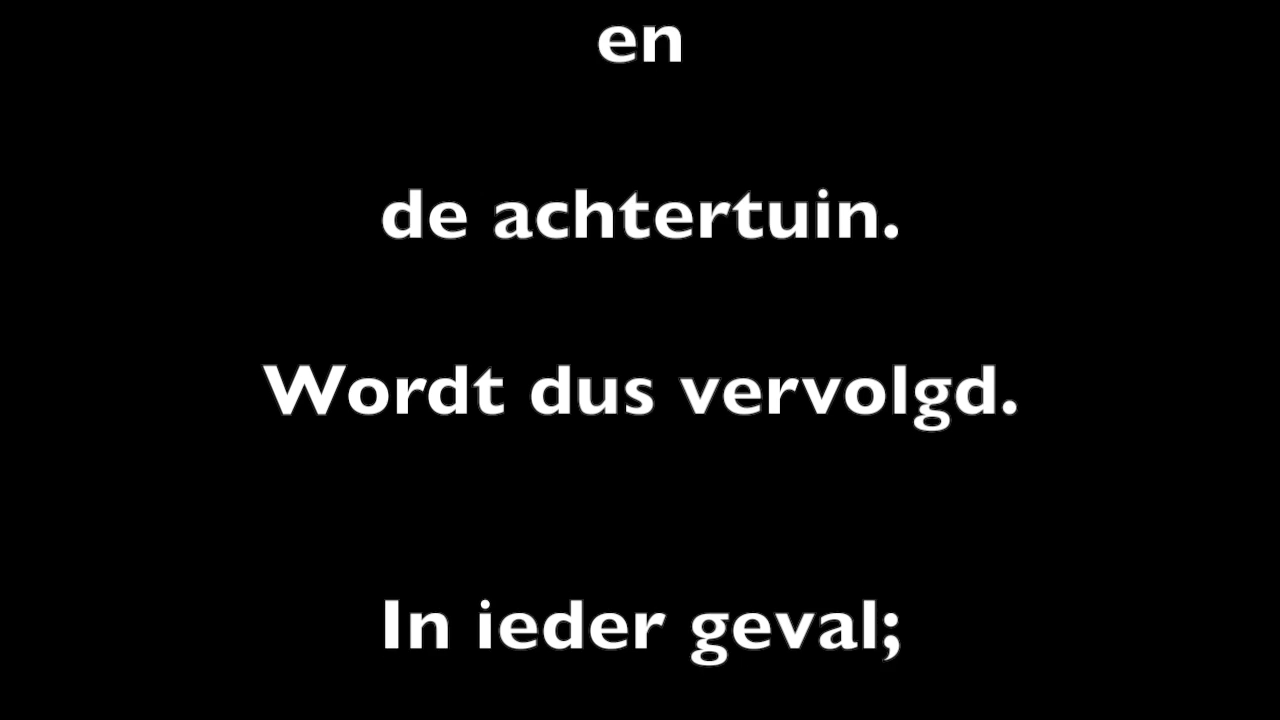 en
de achtertuin.
Wordt dus vervolgd.
In ieder geval;